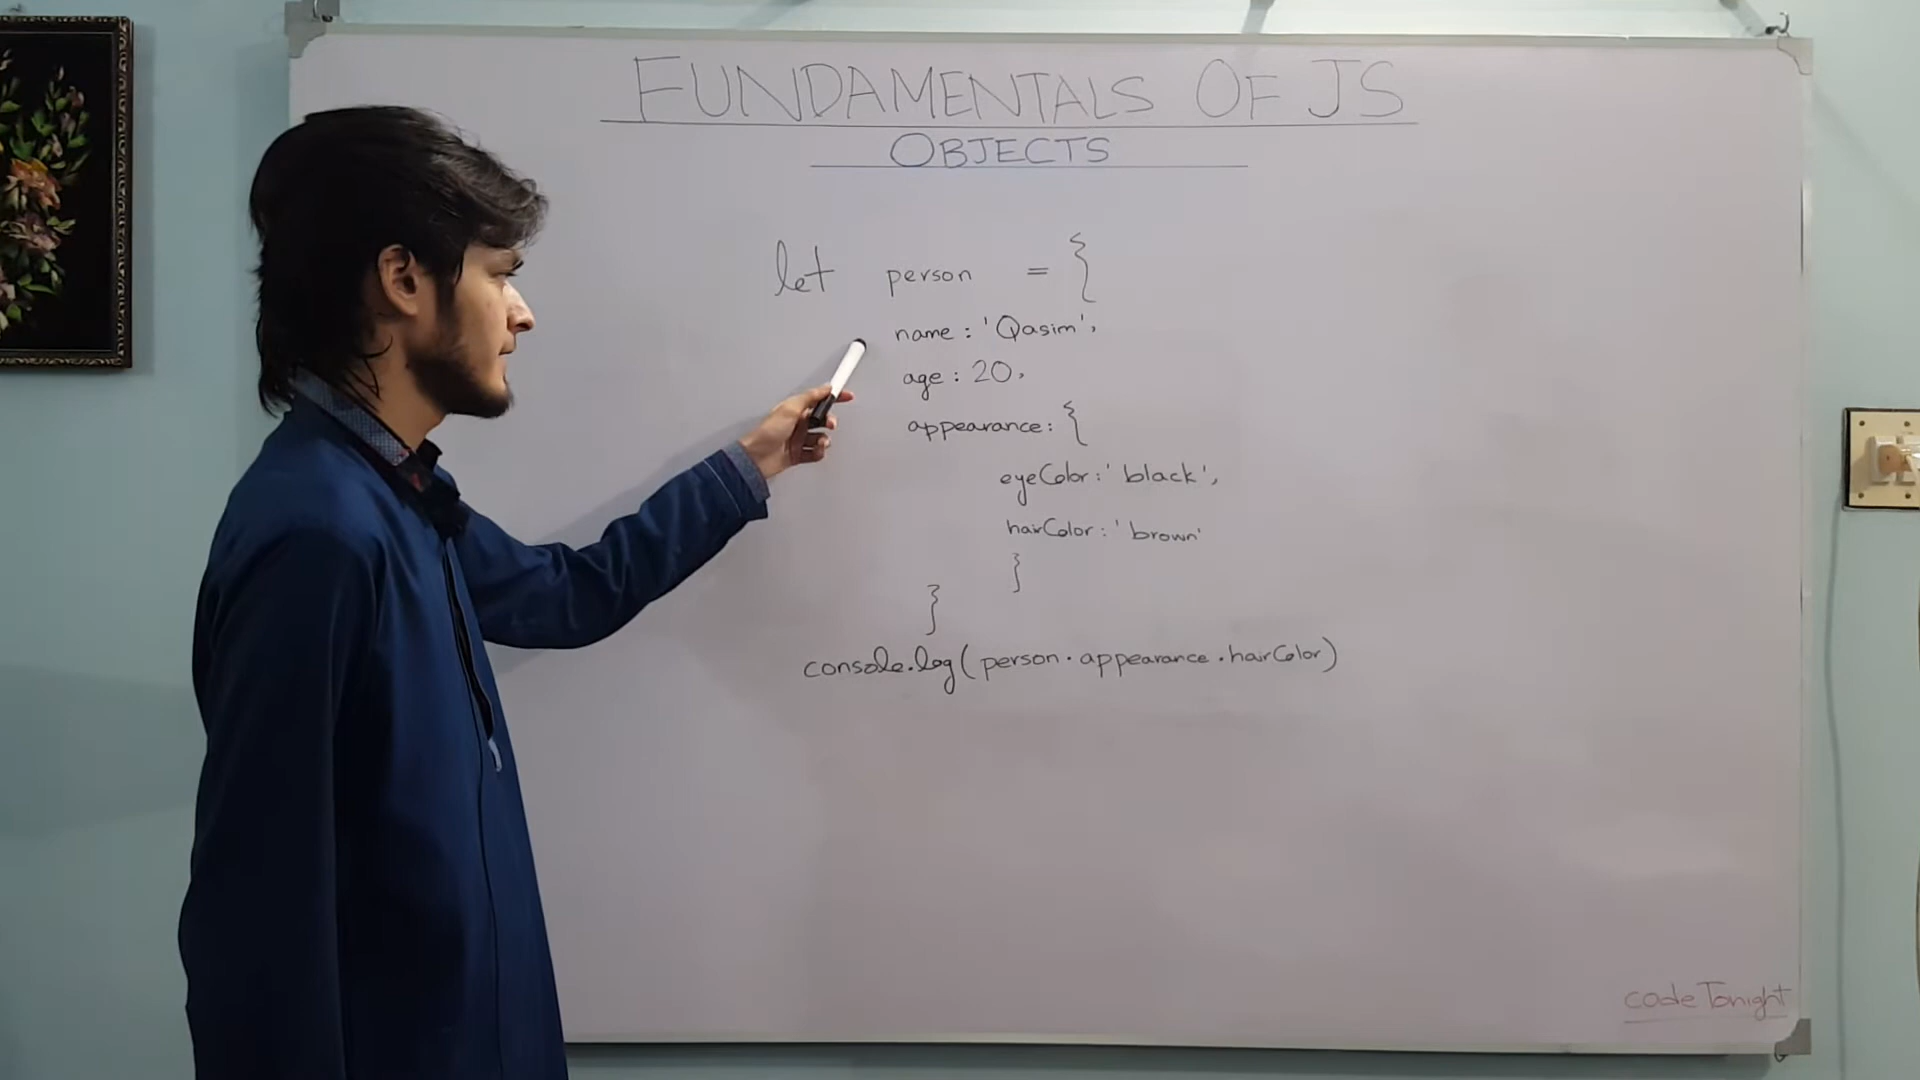 FUNDAMENTALS OF JS
OBJECTS
let person = {
name : 'Qasim',
age : 20,
appearance : {
eyeColor : 'black',
hairColor : 'brown'
}
}
console.log(person.appearance.hairColor)
codeTonight